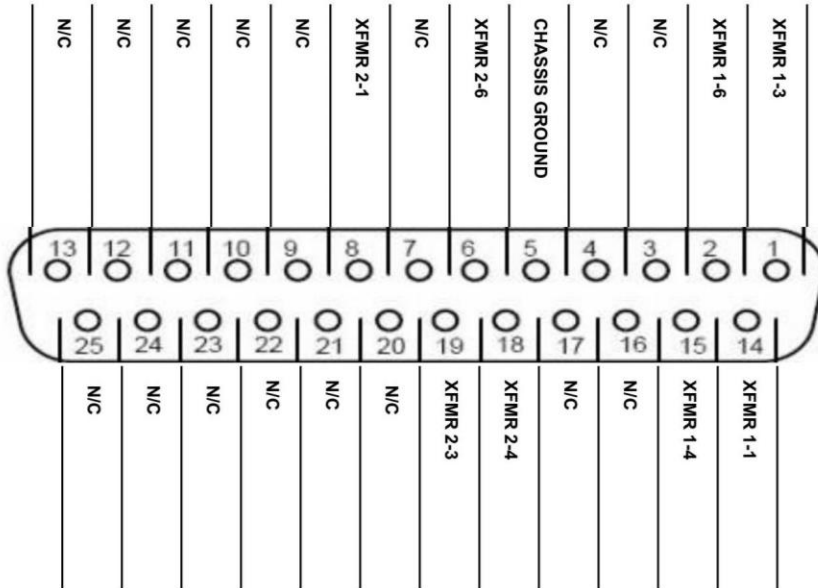 N/C
N/C
N/C
N/C
N/C
XFMR 2-1
N/C
XFMR 2-6
CHASSIS GROUND
N/C
N/C
XFMR 1-6
XFMR 1-3
13 12 11 10 9 8 7 6 5 4 3 2 1
25 24 23 22 21 20 19 18 17 16 15 14
N/C
N/C
N/C
N/C
N/C
N/C
XFMR 2-3
XFMR 2-4
N/C
N/C
XFMR 1-4
XFMR 1-1